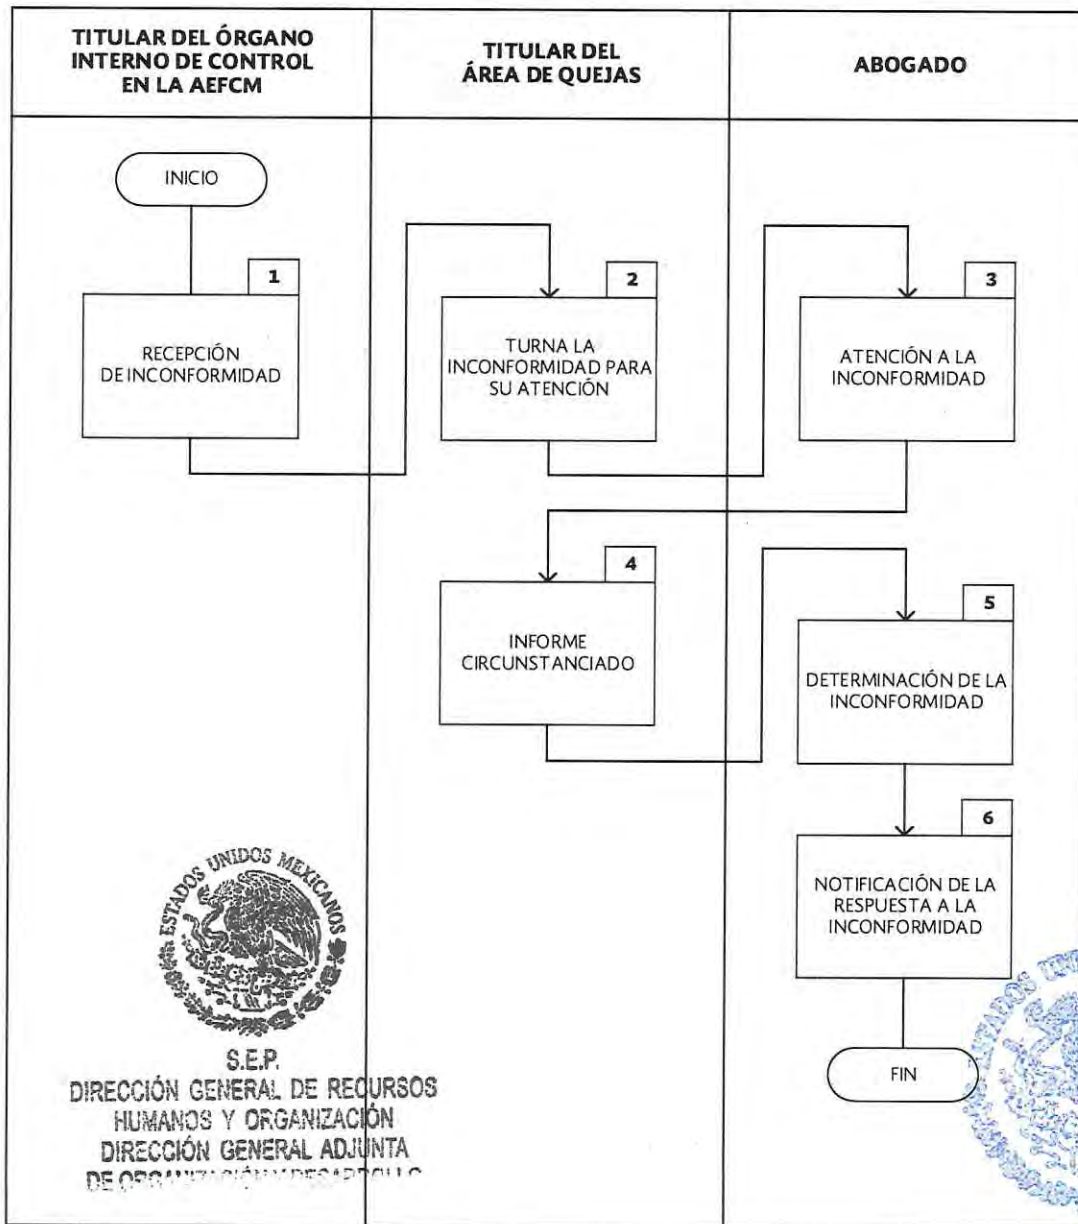 TITULAR DEL ÓRGANO
INTERNO DE CONTROL
EN LA AEFCM
TITULAR DEL
ÁREA DE QUEJAS
ABOGADO
INICIO
1
RECEPCIÓN
DE INCONFORMIDAD
2
TURNA LA
INCONFORMIDAD PARA
SU ATENCIÓN
3
ATENCIÓN A LA
INCONFORMIDAD
4
INFORME
CIRCUNSTANCIADO
5
DETERMINACIÓN DE LA
INCONFORMIDAD
6
NOTIFICACIÓN DE LA
RESPUESTA A LA
INCONFORMIDAD
FIN
ESTADOS UNIDOS MEXICANOS
S.E.P.
DIRECCIÓN GENERAL DE RECURSOS
HUMANOS Y ORGANIZACIÓN
DIRECCIÓN GENERAL ADJUNTA
DE ORGANIZACIÓN Y DESARROLLO